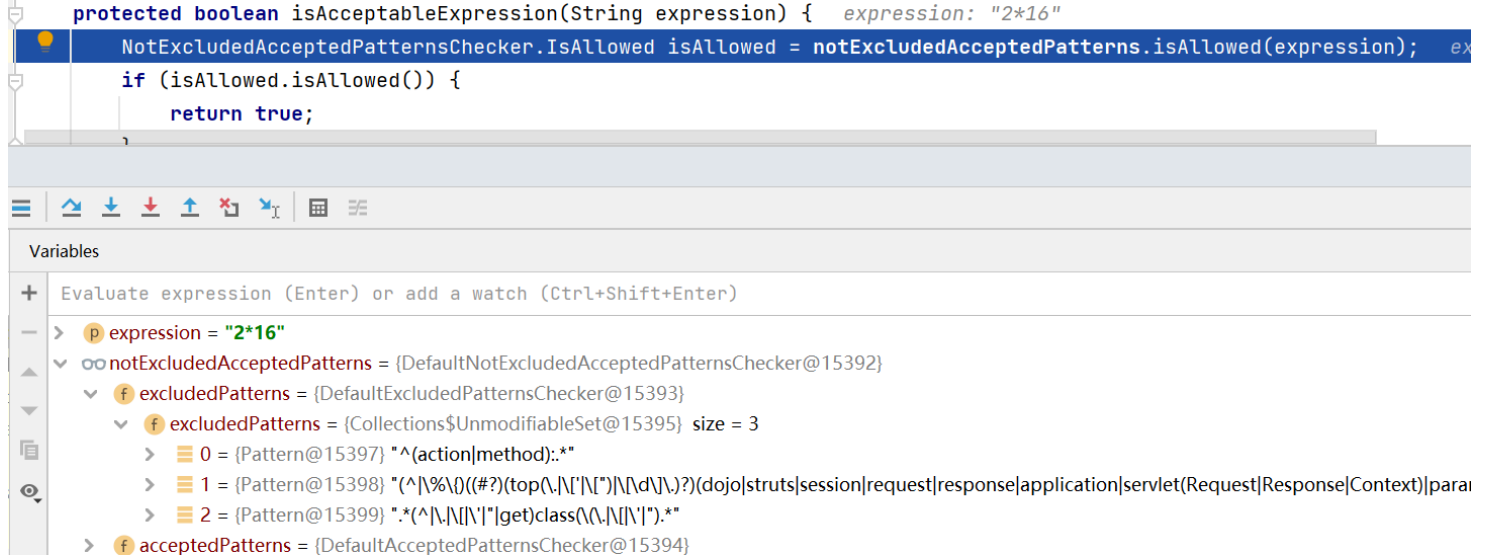 protected boolean isAcceptableExpression(String expression) { expression: "2*16"
NotExcludedAcceptedPatternsChecker.IsAllowed isAllowed = notExcludedAcceptedPatterns.isAllowed(expression); ex
if (isAllowed.isAllowed()) {
return true;
}
Variables
Evaluate expression (Enter) or add a watch (Ctrl+Shift+Enter)
p expression = "2*16"
notExcludedAcceptedPatterns = {DefaultNotExcludedAcceptedPatternsChecker@15392}
f excludedPatterns = {DefaultExcludedPatternsChecker@15393}
f excludedPatterns = {Collections$UnmodifiableSet@15395} size = 3
0 = {Pattern@15397} "^(action|method):.*"
1 = {Pattern@15398} "(^|\%\{)((#?)(top(\.|\['|\[")|\[\d\]\.)?)(dojo|struts|session|request|response|application|servlet(Request|Response|Context)|para
2 = {Pattern@15399} ".*(^|\.|\[|\'|"|get)class(\(\.|\[|\'|").*"
f acceptedPatterns = {DefaultAcceptedPatternsChecker@15394}